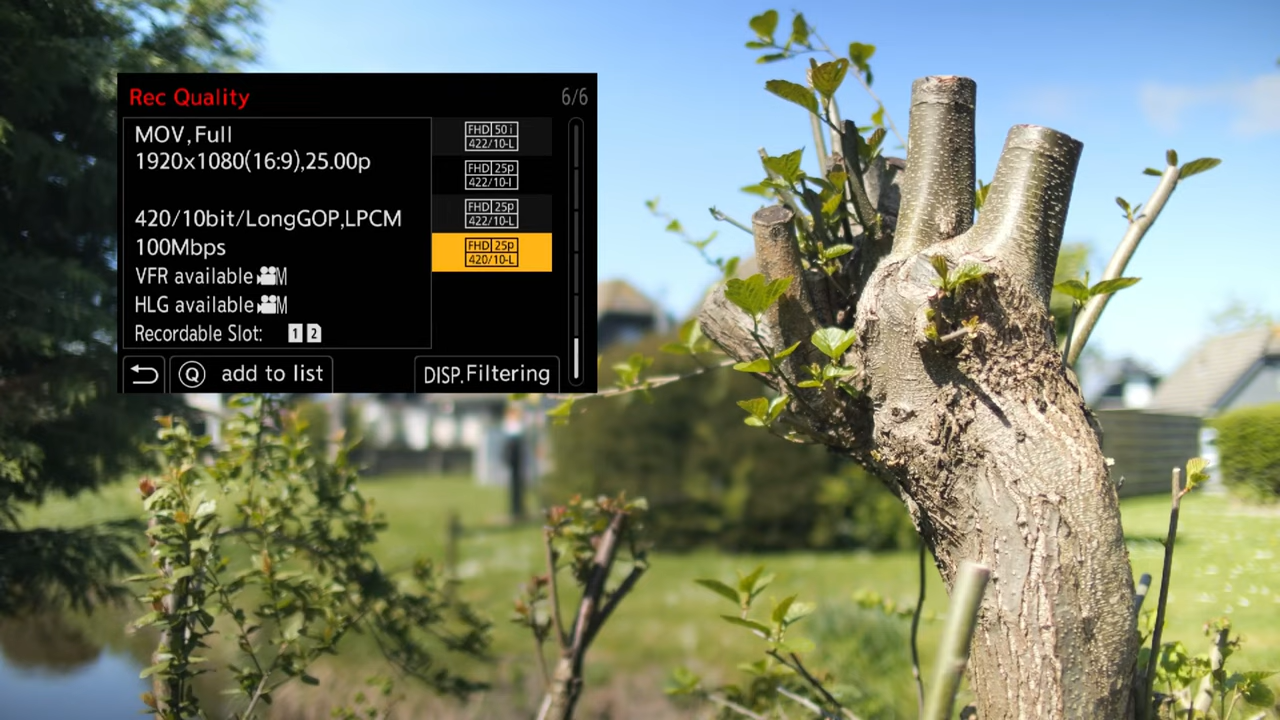 Rec Quality
6/6
MOV,Full
1920x1080(16:9),25.00p
420/10bit/LongGOP,LPCM
100Mbps
VFR available M
HLG available M
Recordable Slot: 1 2
FHD 50i
422/10-L
FHD 25p
422/10-I
FHD 25p
422/10-L
FHD 25p
420/10-L
Q add to list
DISP.Filtering